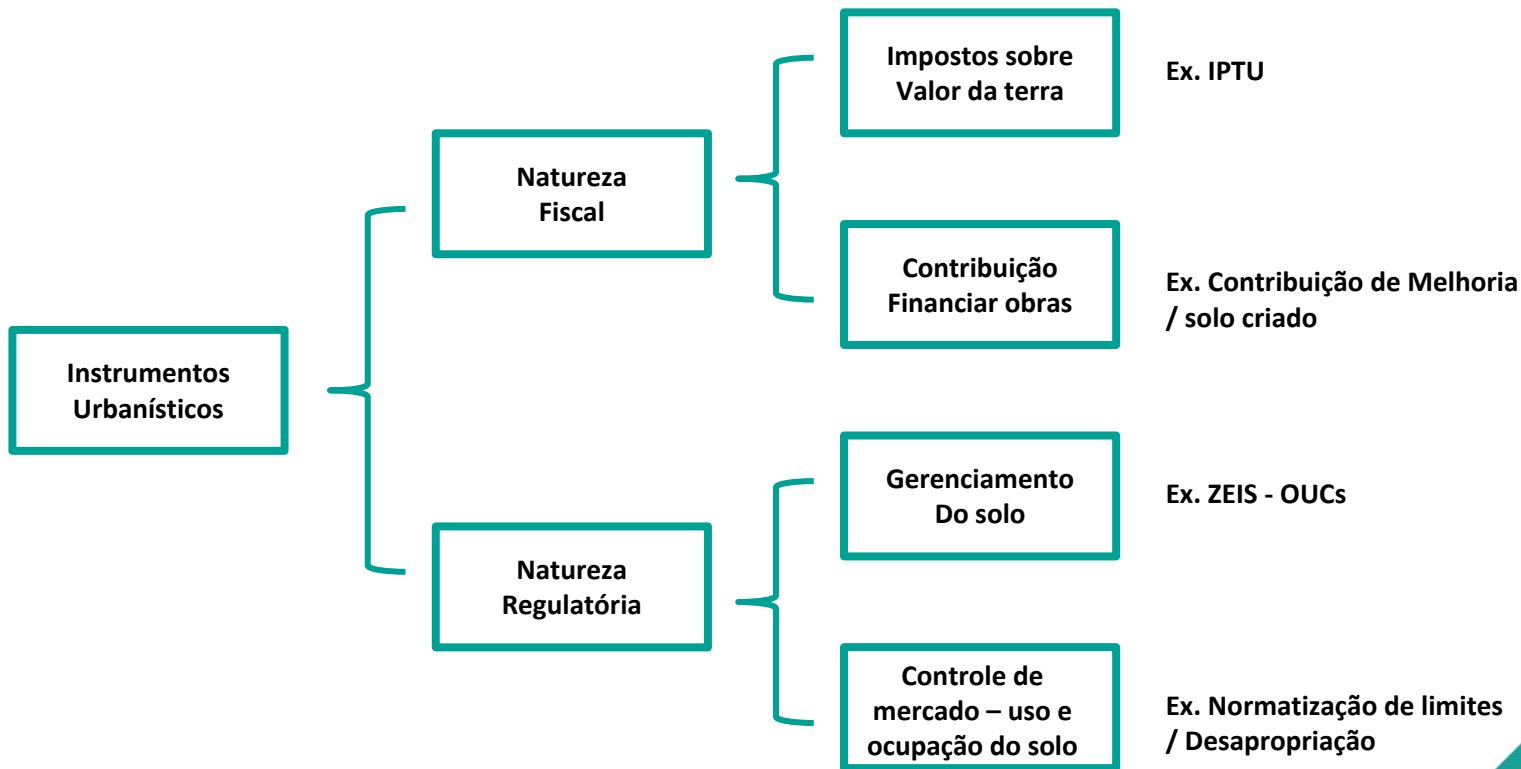 Instrumentos
Urbanísticos
Natureza
Fiscal
Impostos sobre
Valor da terra
Ex. IPTU
Contribuição
Financiar obras
Ex. Contribuição de Melhoria
/ solo criado
Natureza
Regulatória
Gerenciamento
Do solo
Ex. ZEIS - OUCs
Controle de
mercado – uso e
ocupação do solo
Ex. Normatização de limites
/ Desapropriação